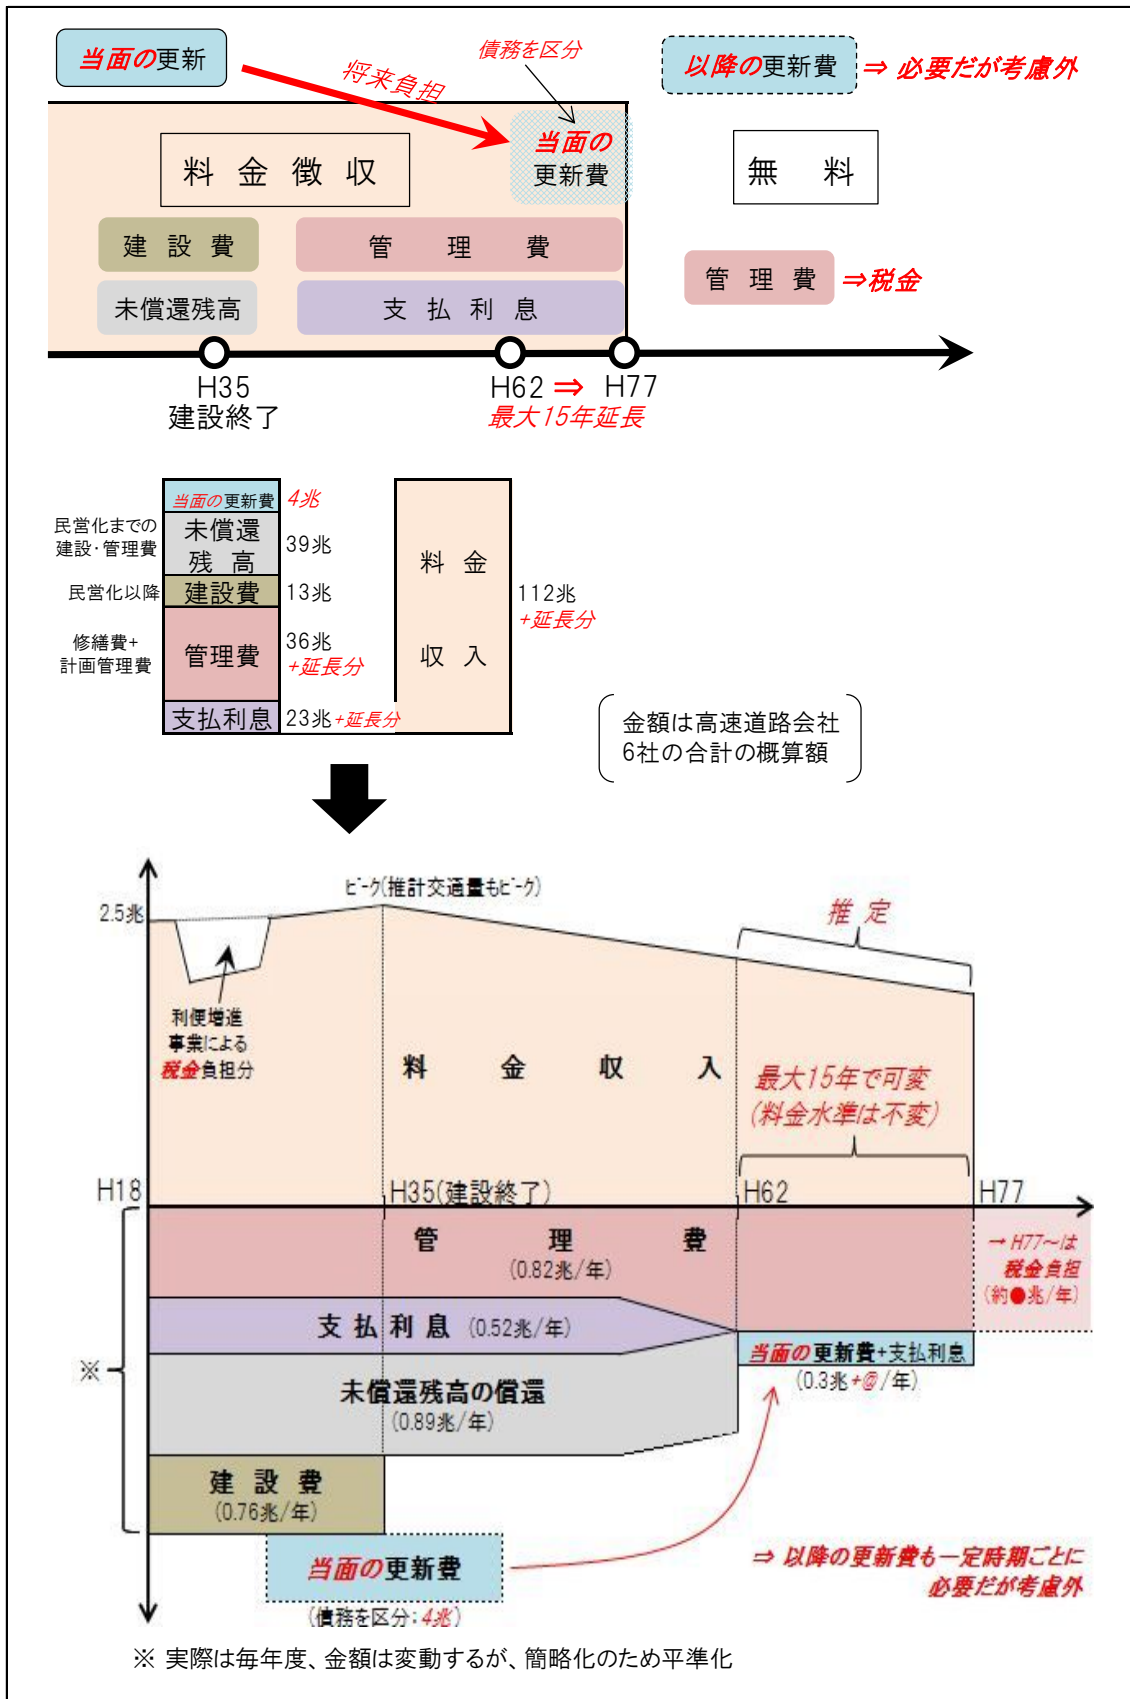 当面の更新
債務を区分
以降の更新費 ⇒ 必要だが考慮外
将来負担
当面の
更新費
料金徴収
無料
建設費
管理費
管理費 ⇒税金
未償還残高
支払利息
H35
建設終了
H62 ⇒ H77
最大15年延長
当面の更新費 4兆
民営化までの
建設・管理費
未償還
残高
39兆
民営化以降
建設費
13兆
修繕費+
計画管理費
管理費
36兆
+延長分
支払利息
23兆+延長分
料金
収入
112兆
+延長分
金額は高速道路会社
6社の合計の概算額
ピーク(推計交通量もピーク)
2.5兆
推定
利便増進
事業による
税金負担分
料金収入
最大15年で可変
(料金水準は不変)
H18
H35(建設終了)
H62
H77
管理費
(0.82兆/年)
→H77~は
税金負担
(約●兆/年)
支払利息 (0.52兆/年)
当面の更新費+支払利息
(0.3兆+@/年)
※
未償還残高の償還
(0.89兆/年)
建設費
(0.76兆/年)
当面の更新費
(債務を区分:4兆)
⇒ 以降の更新費も一定時期ごとに
必要だが考慮外
※ 実際は毎年度、金額は変動するが、簡略化のため平準化